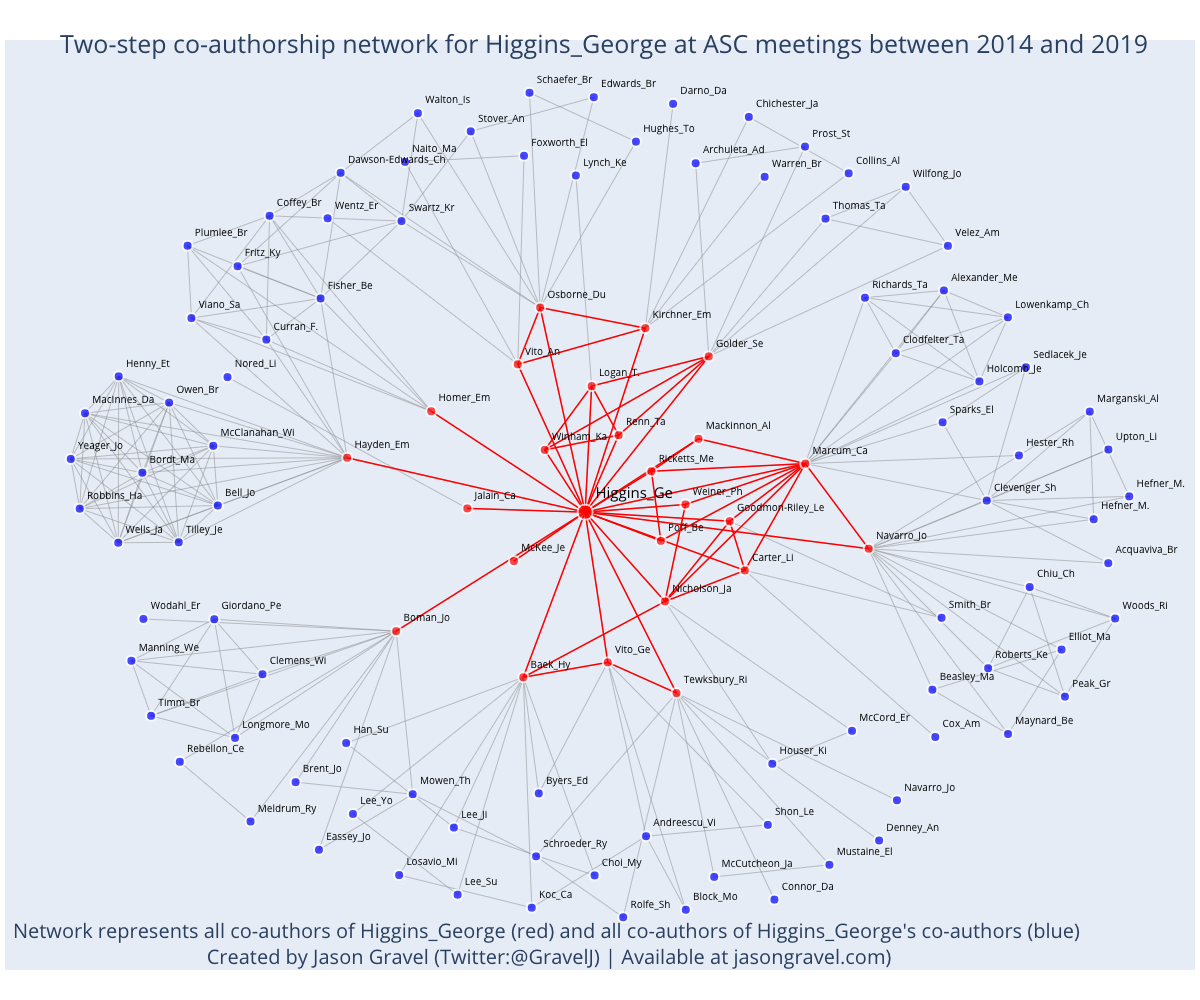 Two-step co-authorship network for Higgins_George at ASC meetings between 2014 and 2019
Schaefer_Br
Edwards_Br
Darno_Da
Walton_Is
Chichester_Ja
Stover_An
Hughes_To
Prost_St
Foxworth_El
Naito_Ma
Archuleta_Ad
Dawson-Edwards_Ch
Lynch_Ke
Warren_Br
Collins_Al
Wilfong_Jo
Coffey_Br
Wentz_Er
Swartz_Kr
Thomas_Ta
Plumlee_Br
Velez_Am
Fritz_Ky
Alexander_Me
Fisher_Be
Richards_Ta
Osborne_Du
Viano_Sa
Lowenkamp_Ch
Kirchner_Em
Curran_F.
Clodfelter_Ta
Golder_Se
Vito_An
Sedlacek_Je
Henny_Et
Nored_Li
Holcomb_Je
Logan_T.
Owen_Br
Homer_Em
Marganski_Al
MacInnes_Da
Sparks_El
Renn_Ta
Mackinnon_Al
McClanahan_Wi
Winham_Ka
Upton_Li
Hester_Rh
Hayden_Em
Yeager_Jo
Bordt_Ma
Ricketts_Me
Marcum_Ca
Hefner_M.
Clevenger_Sh
Higgins_Ge
Weiner_Ph
Robbins_Ha
Bell_Jo
Jalain_Ca
Goodmon-Riley_Le
Hefner_M.
Wells_Ja
Tilley_Je
Porr_Be
Navarro_Jo
McKee_Je
Carter_Li
Acquaviva_Br
Chiu_Ch
Nicholson_Ja
Wodahl_Er
Giordano_Pe
Boman_Jo
Smith_Br
Woods_Ri
Manning_We
Clemens_Wi
Vito_Ge
Baek_Hy
Elliot_Ma
Roberts_Ke
Tewksbury_Ri
Beasley_Ma
Peak_Gr
Timm_Br
Longmore_Mo
Han_Su
McCord_Er
Cox_Am
Maynard_Be
Rebellon_Ce
Houser_Ki
Brent_Jo
Mowen_Th
Byers_Ed
Navarro_Jo
Meldrum_Ry
Lee_Yo
Lee_Ji
Andreescu_Vi
Shon_Le
Eassey_Jo
Schroeder_Ry
Denney_An
Losavio_Mi
Choi_My
McCutcheon_Ja
Mustaine_El
Lee_Su
Koc_Ca
Rolfe_Sh
Block_Mo
Connor_Da
Network represents all co-authors of Higgins_George (red) and all co-authors of Higgins_George's co-authors (blue)
Created by Jason Gravel (Twitter:@GravelJ) | Available at jasongravel.com)